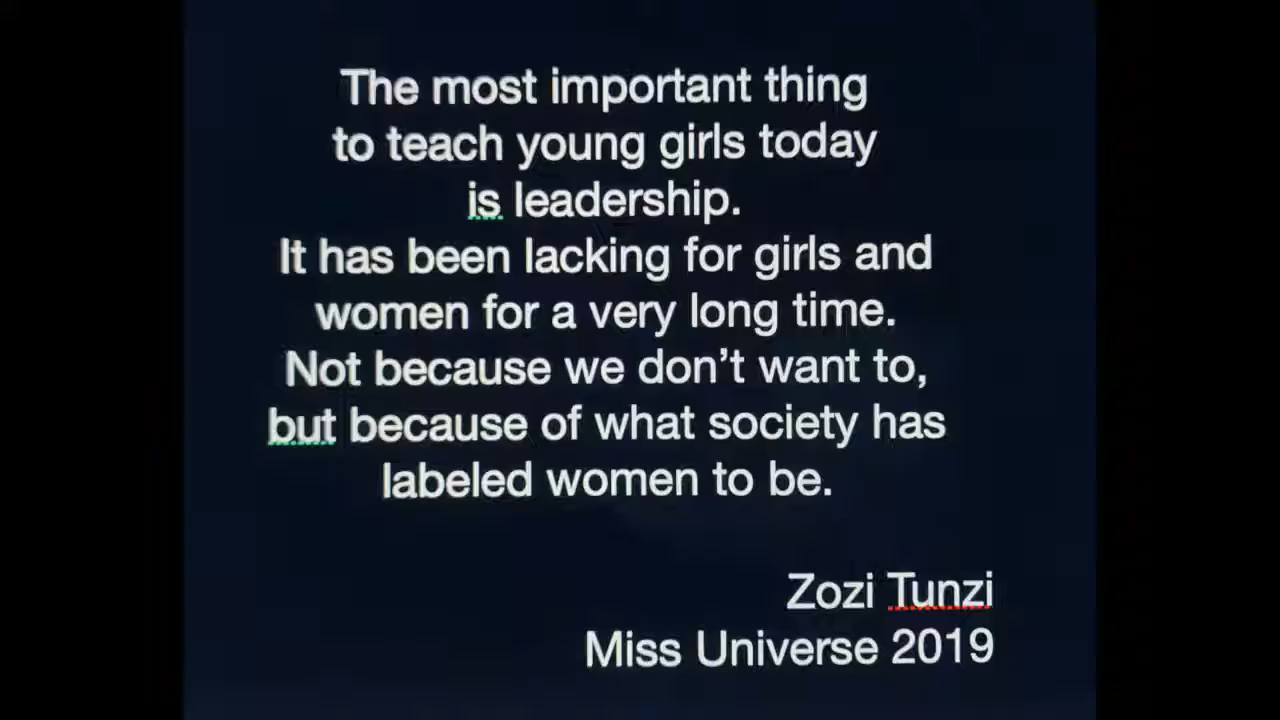 The most important thing
to teach young girls today
is leadership.
It has been lacking for girls and
women for a very long time.
Not because we don't want to,
but because of what society has
labeled women to be.
Zozi Tunzi
Miss Universe 2019